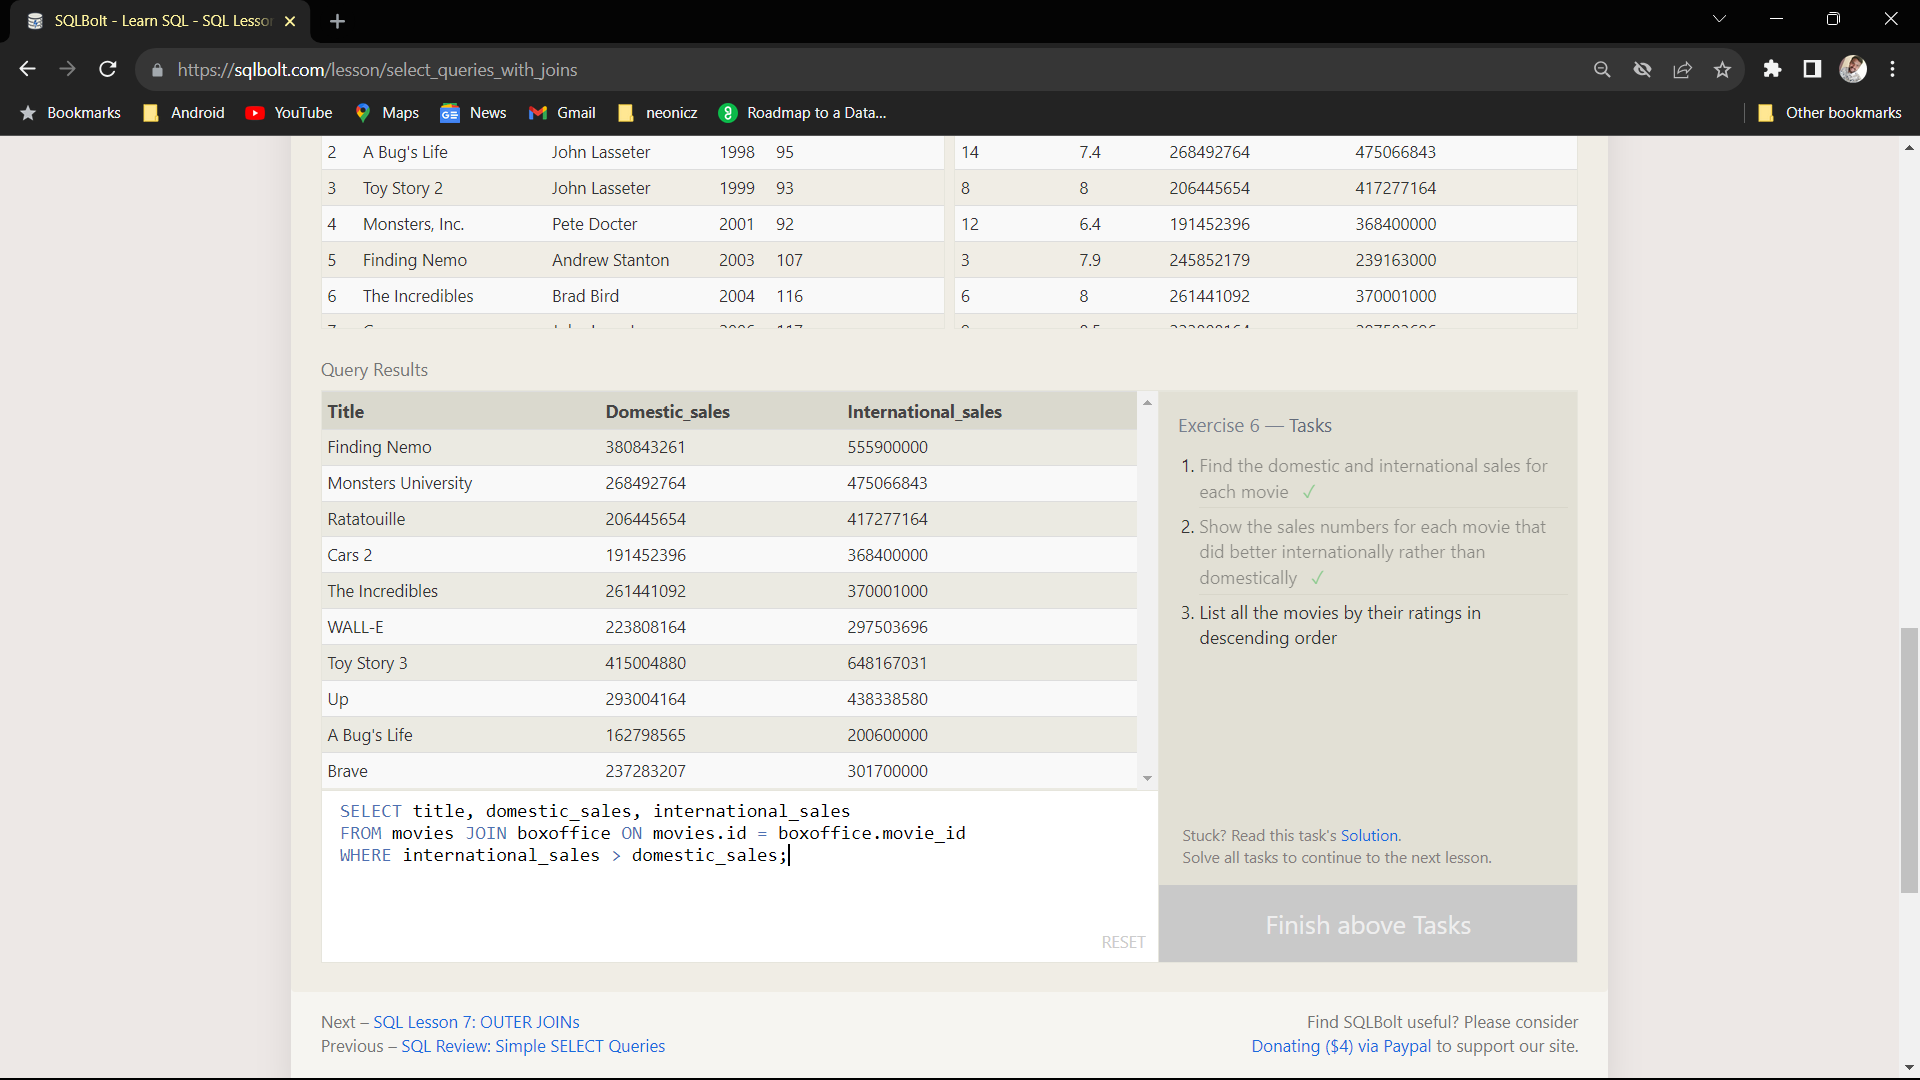 SQLBolt - Learn SQL - SQL Lesso
https://sqlbolt.com/lesson/select_queries_with_joins
Bookmarks Android YouTube Maps News Gmail neonicz Roadmap to a Data... Other bookmarks
2 A Bug's Life John Lasseter 1998 95 14 7.4 268492764 475066843
3 Toy Story 2 John Lasseter 1999 93 8 8 206445654 417277164
4 Monsters, Inc. Pete Docter 2001 92 12 6.4 191452396 368400000
5 Finding Nemo Andrew Stanton 2003 107 3 7.9 245852179 239163000
6 The Incredibles Brad Bird 2004 116 6 8 261441092 370001000
Query Results
Title Domestic_sales International_sales
Finding Nemo 380843261 555900000
Monsters University 268492764 475066843
Ratatouille 206445654 417277164
Cars 2 191452396 368400000
The Incredibles 261441092 370001000
WALL-E 223808164 297503696
Toy Story 3 415004880 648167031
Up 293004164 438338580
A Bug's Life 162798565 200600000
Brave 237283207 301700000
SELECT title, domestic_sales, international_sales
FROM movies JOIN boxoffice ON movies.id = boxoffice.movie_id
WHERE international_sales > domestic_sales;
RESET
Exercise 6 — Tasks
1. Find the domestic and international sales for
each movie ✓
2. Show the sales numbers for each movie that
did better internationally rather than
domestically ✓
3. List all the movies by their ratings in
descending order
Stuck? Read this task's Solution.
Solve all tasks to continue to the next lesson.
Finish above Tasks
Next – SQL Lesson 7: OUTER JOINs
Previous – SQL Review: Simple SELECT Queries
Find SQLBolt useful? Please consider
Donating ($4) via Paypal to support our site.